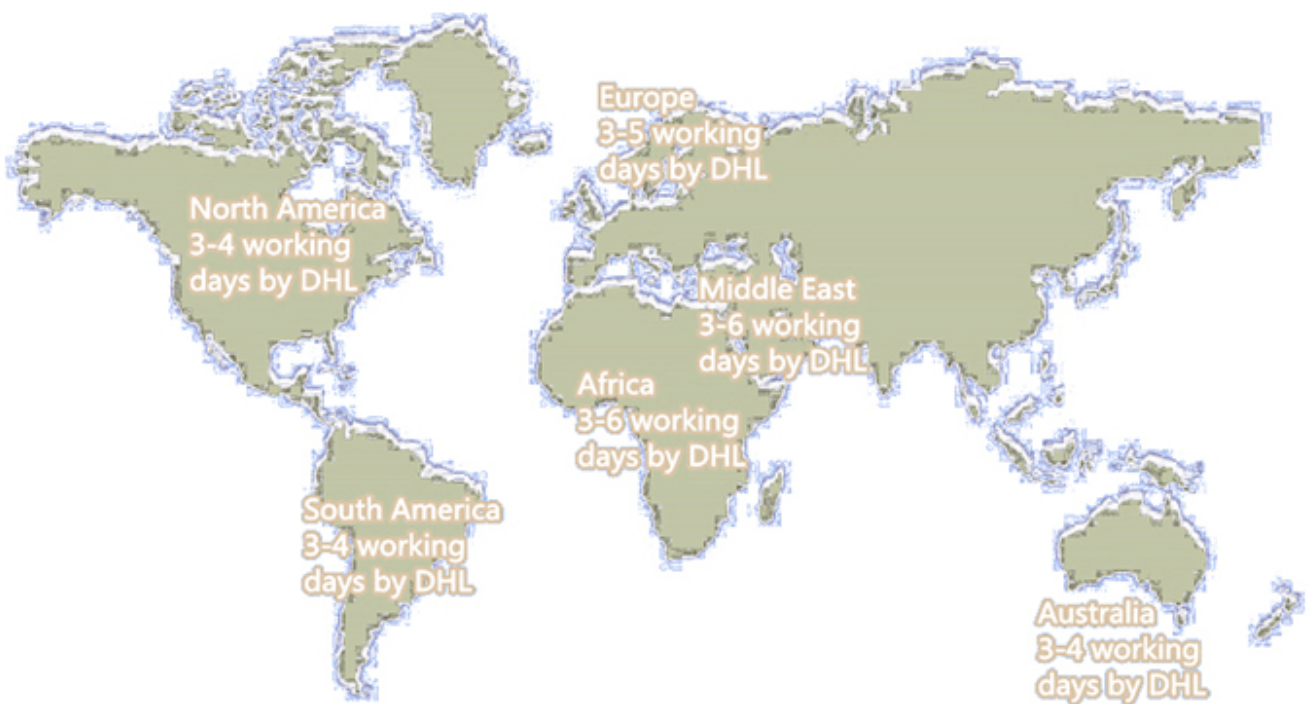 Europe
3-5 working
days by DHL
North America
3-4 working
days by DHL
Middle East
3-6 working
days by DHL
Africa
3-6 working
days by DHL
South America
3-4 working
days by DHL
Australia
3-4 working
days by DHL